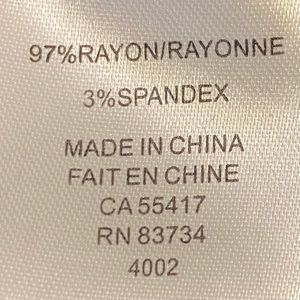 97%RAYON/RAYONNE
3%SPANDEX
MADE IN CHINA
FAIT EN CHINE
CA 55417
RN 83734
4002